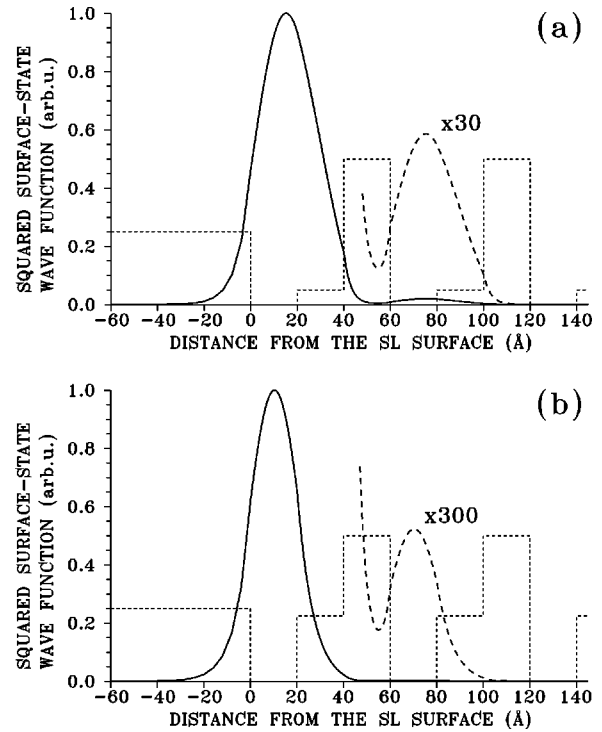 (a)
SQUARED SURFACE-STATE
WAVE FUNCTION (arb.u.)
1.0
0.8
0.6
0.4
0.2
0.0
x30
-60 -40 -20 0 20 40 60 80 100 120 140
DISTANCE FROM THE SL SURFACE (Å)
(b)
SQUARED SURFACE-STATE
WAVE FUNCTION (arb.u.)
1.0
0.8
0.6
0.4
0.2
0.0
x300
-60 -40 -20 0 20 40 60 80 100 120 140
DISTANCE FROM THE SL SURFACE (Å)